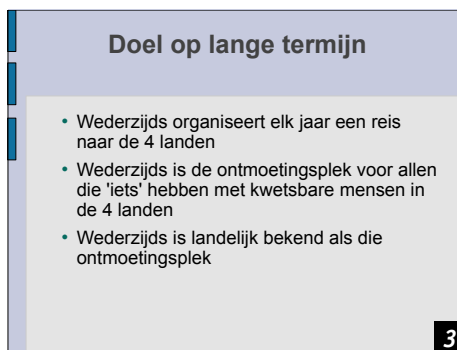 Doel op lange termijn
• Wederzijds organiseert elk jaar een reis
naar de 4 landen
• Wederzijds is de ontmoetingsplek voor allen
die 'iets' hebben met kwetsbare mensen in
de 4 landen
• Wederzijds is landelijk bekend als die
ontmoetingsplek
3